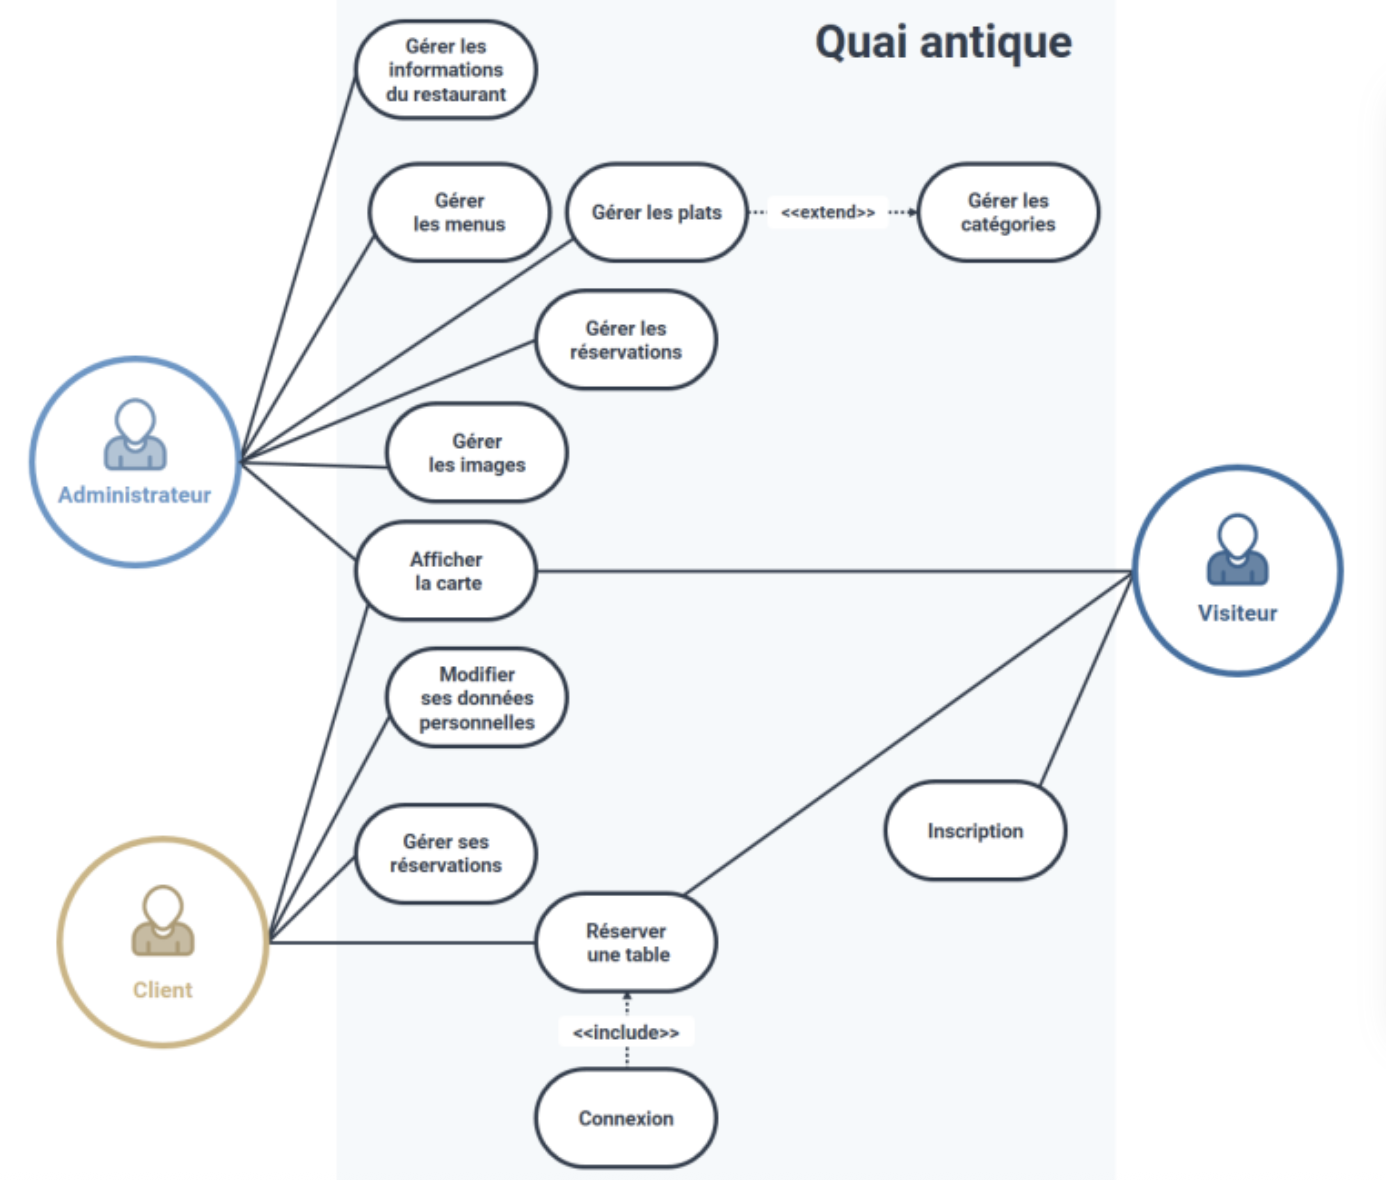 Quai antique
Gérer les
informations
du restaurant
Gérer
les menus
Gérer les plats
<<extend>>
Gérer les
catégories
Gérer les
réservations
Gérer
les images
Administrateur
Afficher
la carte
Visiteur
Modifier
ses données
personnelles
Gérer ses
réservations
Inscription
Réserver
une table
Client
<<include>>
Connexion